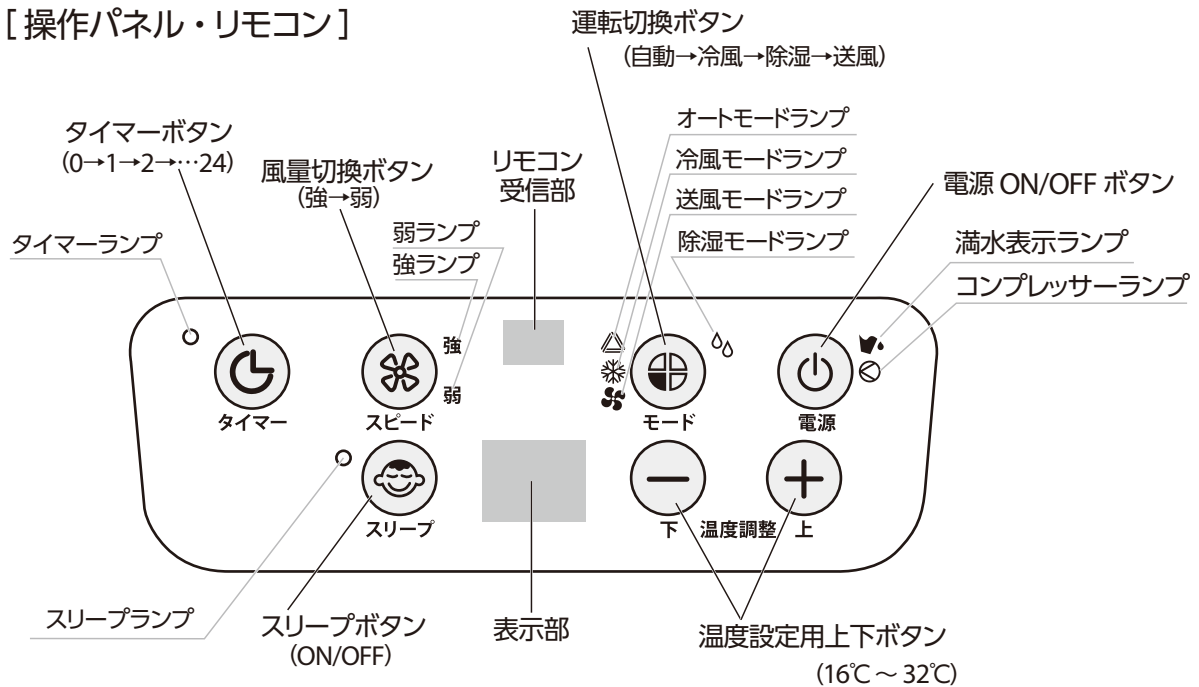 [ 操作パネル・リモコン ]
運転切換ボタン
（自動→冷風→除湿→送風）
タイマーボタン
（0→1→2→…24）
風量切換ボタン
（強→弱）
リモコン
受信部
オートモードランプ
冷風モードランプ
送風モードランプ
除湿モードランプ
電源 ON/OFF ボタン
満水表示ランプ
コンプレッサーランプ
タイマーランプ
弱ランプ
強ランプ
強
弱
タイマー
スピード
モード
電源
スリープ
下 温度調整 上
スリープランプ
スリープボタン
（ON/OFF）
表示部
温度設定用上下ボタン
（16℃～32℃）